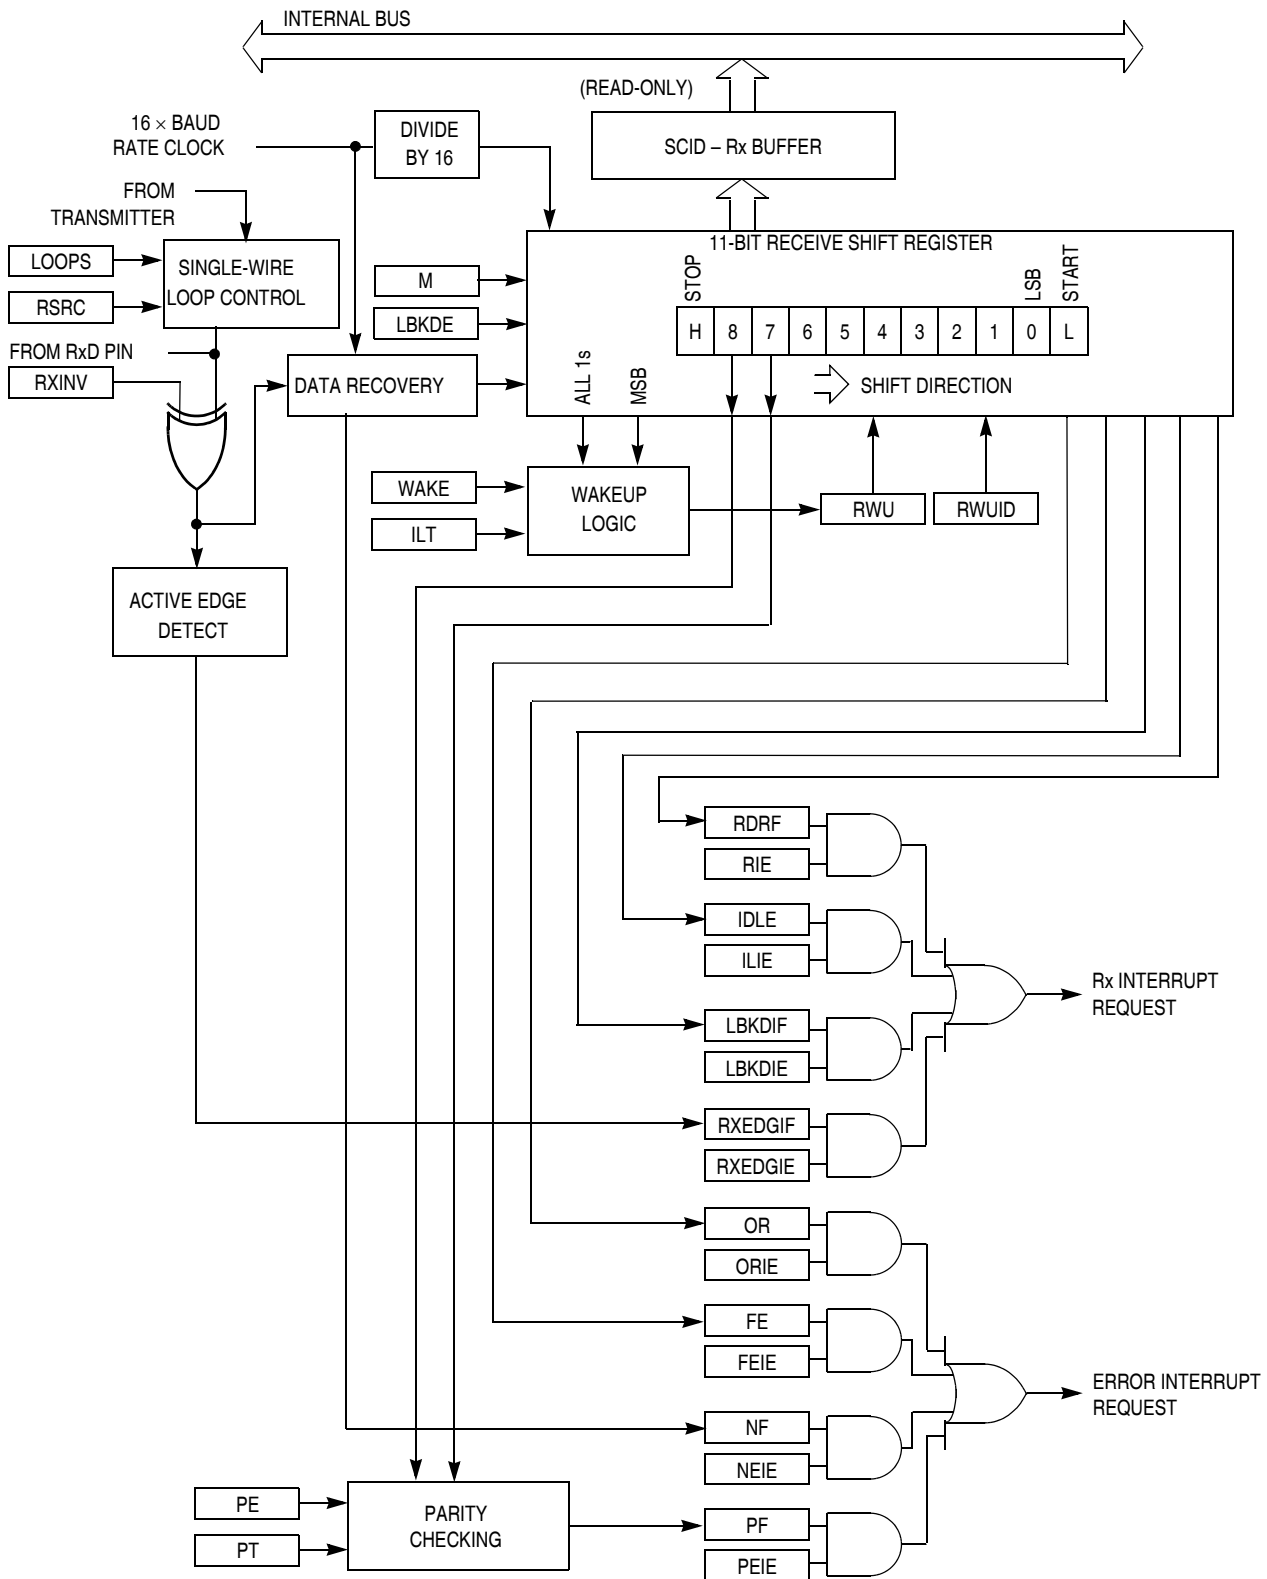 INTERNAL BUS
(READ-ONLY)
16 × BAUD
RATE CLOCK
DIVIDE
BY 16
SCID – Rx BUFFER
FROM
TRANSMITTER
LOOPS
RSRC
SINGLE-WIRE
LOOP CONTROL
11-BIT RECEIVE SHIFT REGISTER
STOP
LSB
START
M
LBKDE
H 8 7 6 5 4 3 2 1 0 L
FROM RxD PIN
RXINV
DATA RECOVERY
ALL 1s
MSB
SHIFT DIRECTION
WAKE
ILT
WAKEUP
LOGIC
RWU
RWUID
ACTIVE EDGE
DETECT
RDRF
RIE
IDLE
ILIE
Rx INTERRUPT
REQUEST
LBKDIF
LBKDIE
RXEDGIF
RXEDGIE
OR
ORIE
FE
FEIE
ERROR INTERRUPT
REQUEST
NF
NEIE
PE
PT
PARITY
CHECKING
PF
PEIE